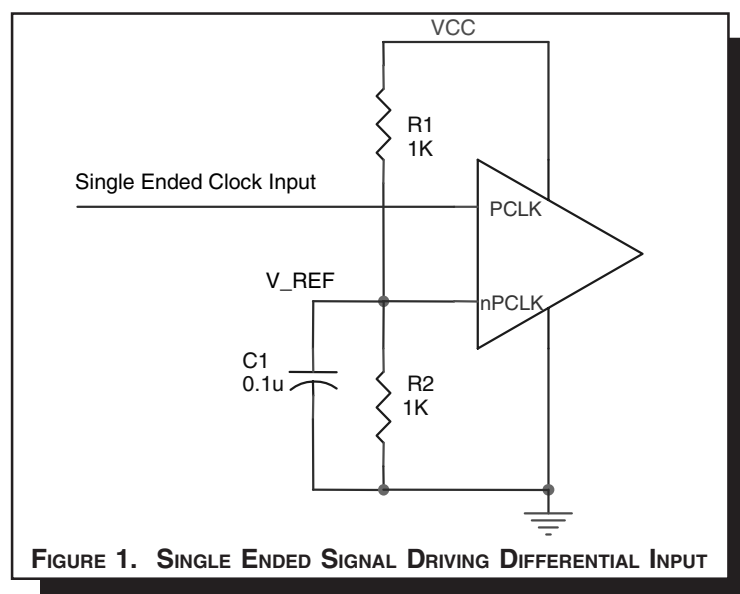 VCC
R1
1K
Single Ended Clock Input
PCLK
V_REF
nPCLK
C1
0.1u
R2
1K
FIGURE 1. SINGLE ENDED SIGNAL DRIVING DIFFERENTIAL INPUT